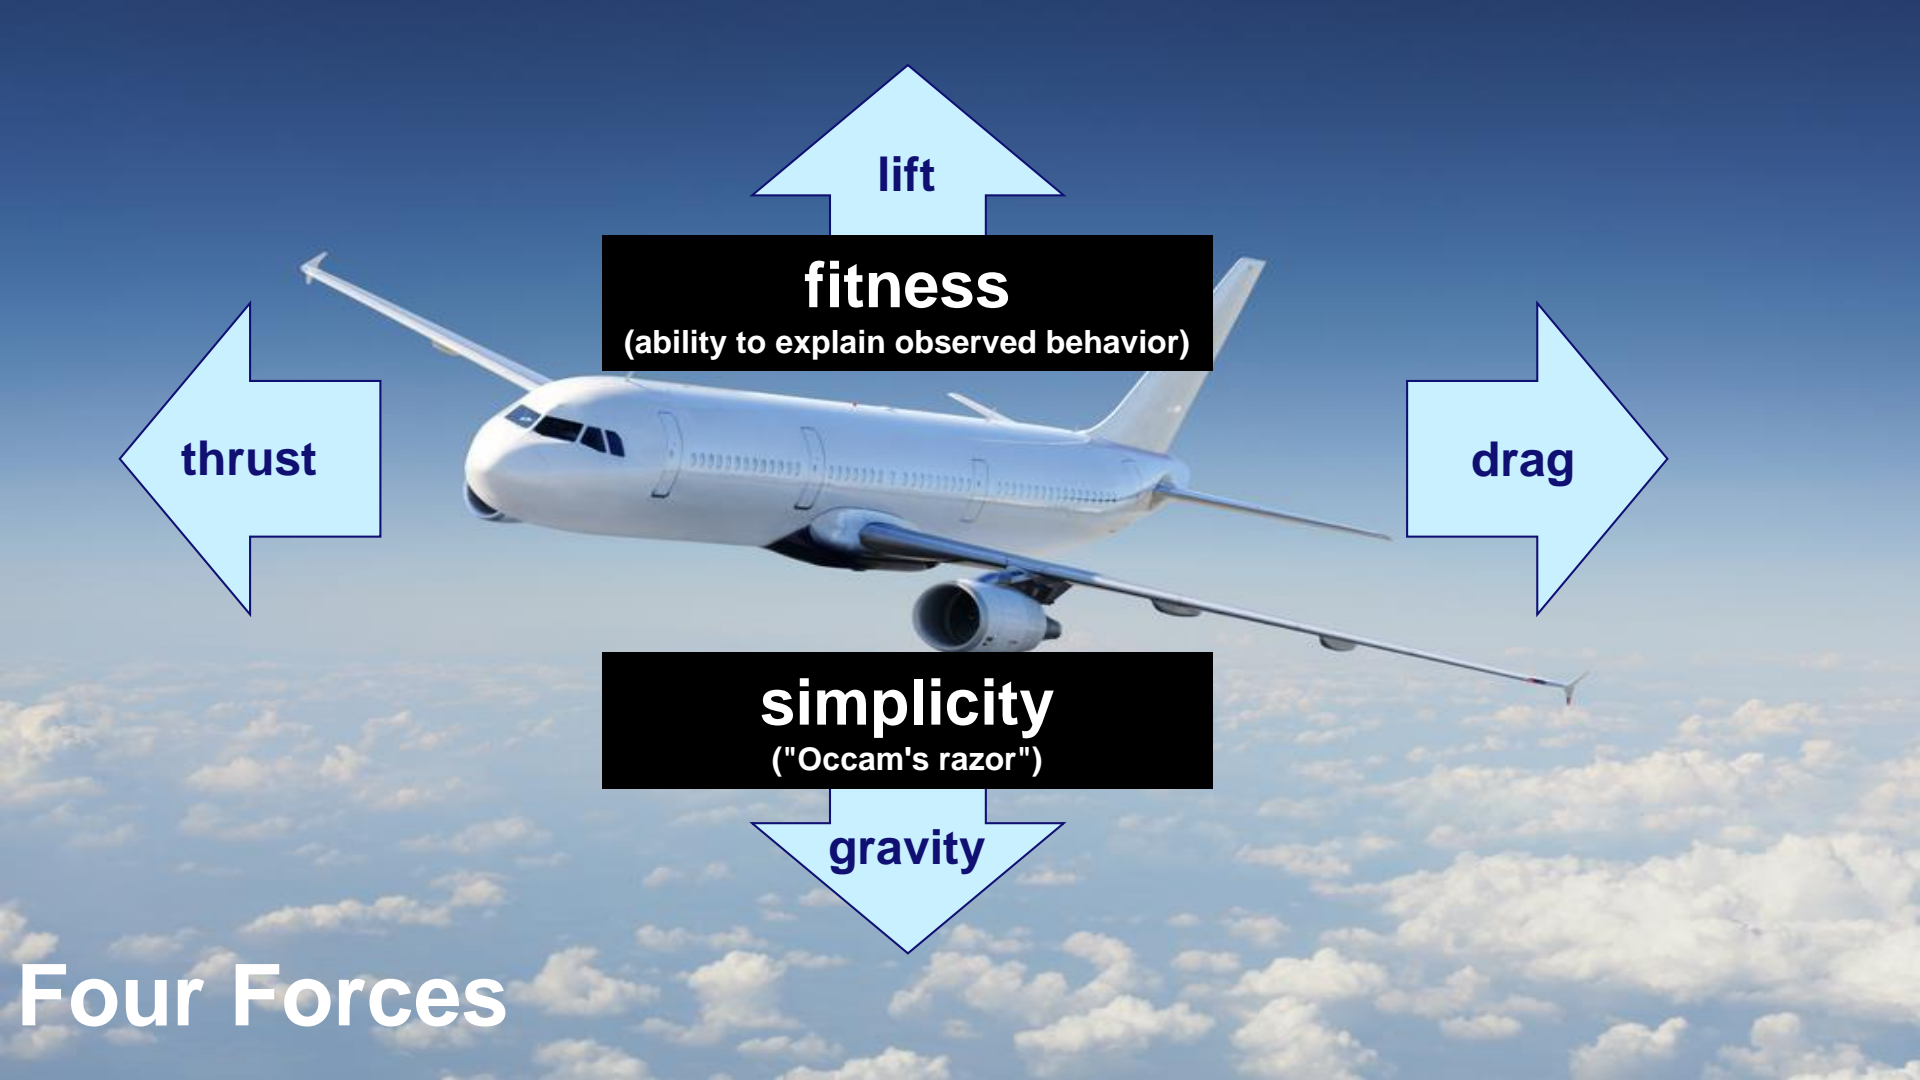 lift
fitness
(ability to explain observed behavior)
thrust
drag
simplicity
("Occam's razor")
gravity
Four Forces